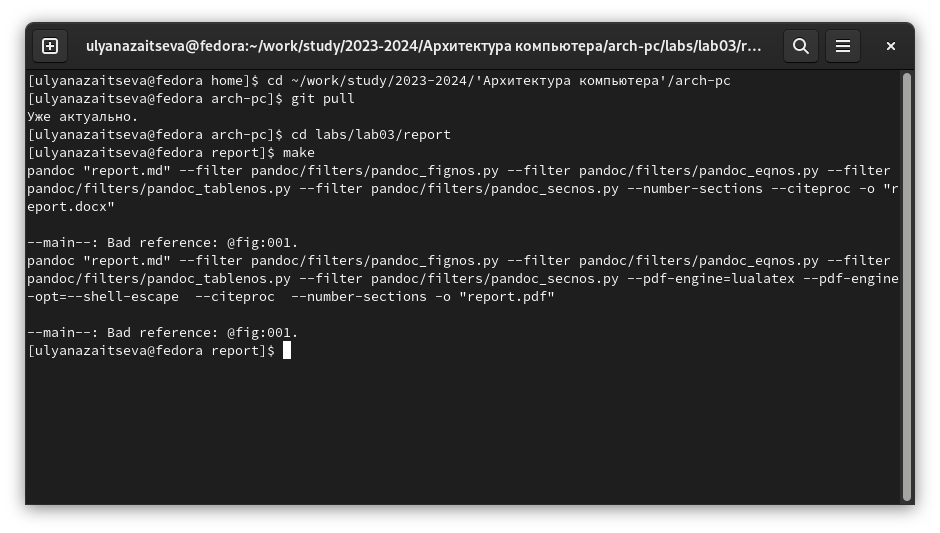 ulyanazaitseva@fedora:~/work/study/2023-2024/Архитектура компьютера/arch-pc/labs/lab03/r...
[ulyanazaitseva@fedora home]$ cd ~/work/study/2023-2024/'Архитектура компьютера'/arch-pc
[ulyanazaitseva@fedora arch-pc]$ git pull
Уже актуально.
[ulyanazaitseva@fedora arch-pc]$ cd labs/lab03/report
[ulyanazaitseva@fedora report]$ make
pandoc "report.md" --filter pandoc/filters/pandoc_fignos.py --filter pandoc/filters/pandoc_eqnos.py --filter
pandoc/filters/pandoc_tablenos.py --filter pandoc/filters/pandoc_secnos.py --number-sections --citeproc -o "r
eport.docx"
--main--: Bad reference: @fig:001.
pandoc "report.md" --filter pandoc/filters/pandoc_fignos.py --filter pandoc/filters/pandoc_eqnos.py --filter
pandoc/filters/pandoc_tablenos.py --filter pandoc/filters/pandoc_secnos.py --pdf-engine=lualatex --pdf-engine
-opt=--shell-escape  --citeproc  --number-sections -o "report.pdf"
--main--: Bad reference: @fig:001.
[ulyanazaitseva@fedora report]$